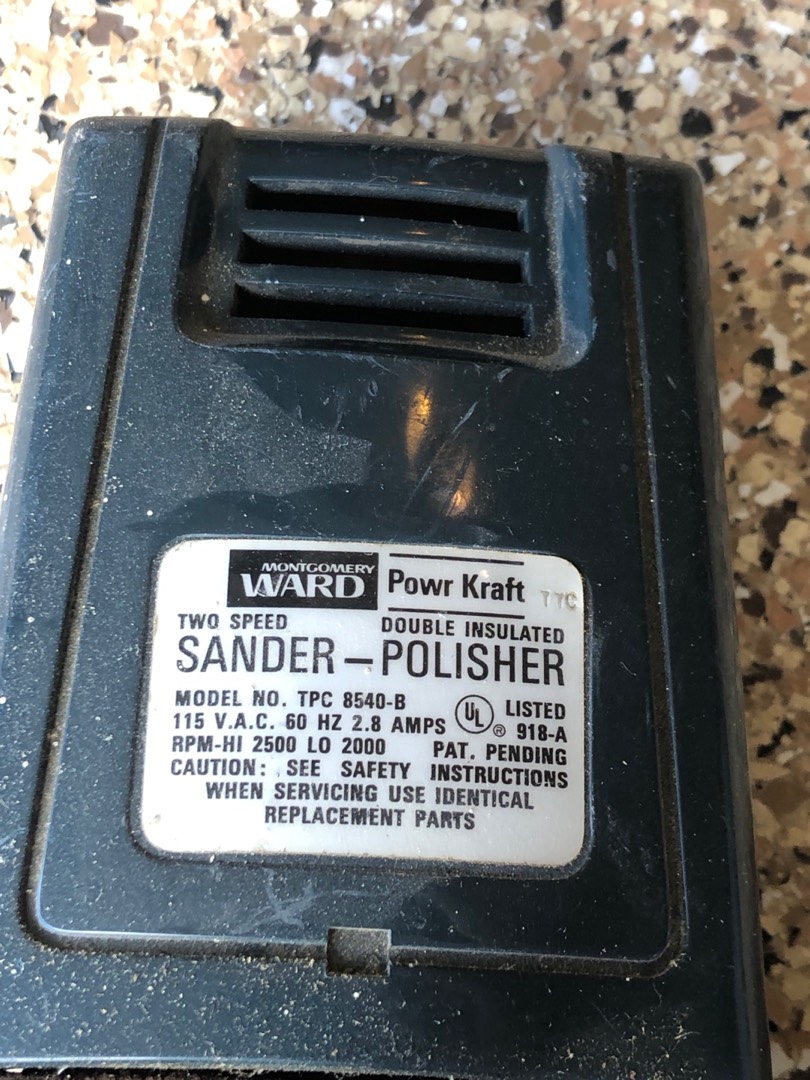 MONTGOMERY
WARD
Powr Kraft
TWO SPEED DOUBLE INSULATED
SANDER – POLISHER
MODEL NO. TPC 8540-B UL LISTED
115 V.A.C. 60 HZ 2.8 AMPS ® 918-A
RPM-HI 2500 LO 2000 PAT. PENDING
CAUTION: SEE SAFETY INSTRUCTIONS
WHEN SERVICING USE IDENTICAL
REPLACEMENT PARTS